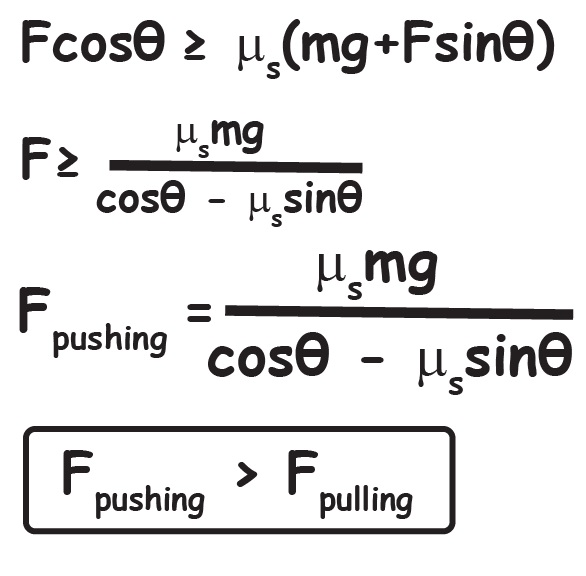 Fcosθ ≥ μs(mg+Fsinθ)
F≥ μsmg
cosθ - μssinθ
Fpushing = μsmg
cosθ - μssinθ
Fpushing > Fpulling